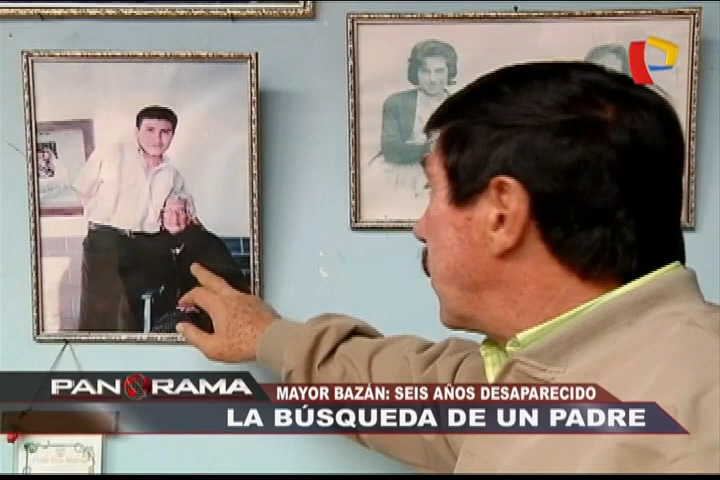 PANORAMA
MAYOR BAZÁN: SEIS AÑOS DESAPARECIDO
LA BÚSQUEDA DE UN PADRE